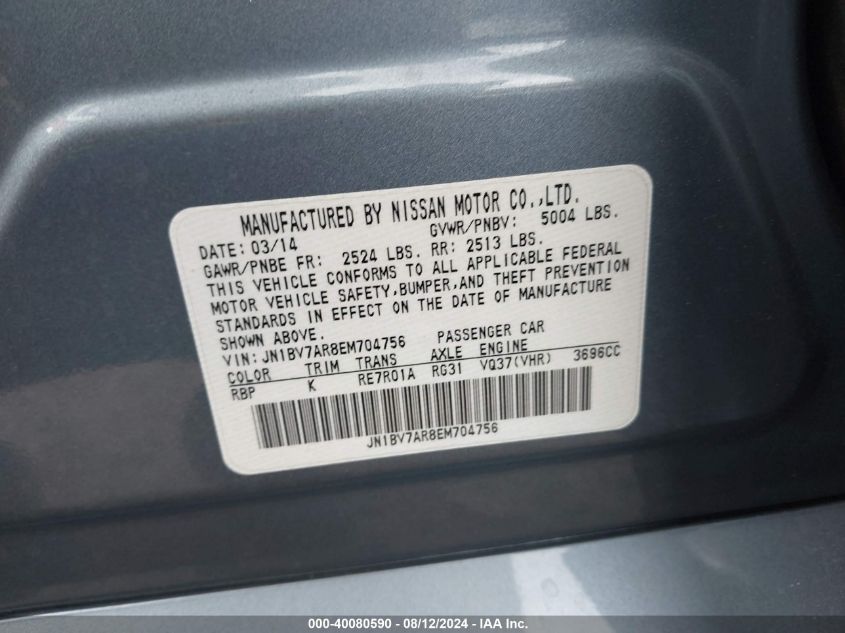 MANUFACTURED BY NISSAN MOTOR CO.,LTD.
DATE: 03/14 GVWR/PNBV: 5004 LBS.
GAWR/PNBE FR: 2524 LBS. RR: 2513 LBS.
THIS VEHICLE CONFORMS TO ALL APPLICABLE FEDERAL
MOTOR VEHICLE SAFETY,BUMPER,AND THEFT PREVENTION
STANDARDS IN EFFECT ON THE DATE OF MANUFACTURE
SHOWN ABOVE.
VIN: JN1BV7AR8EM704756 PASSENGER CAR
COLOR TRIM TRANS AXLE ENGINE
RBP K RE7R01A RG31 VQ37(VHR) 3696CC
JN1BV7AR8EM704756
000-40080590 - 08/12/2024 - IAA Inc.